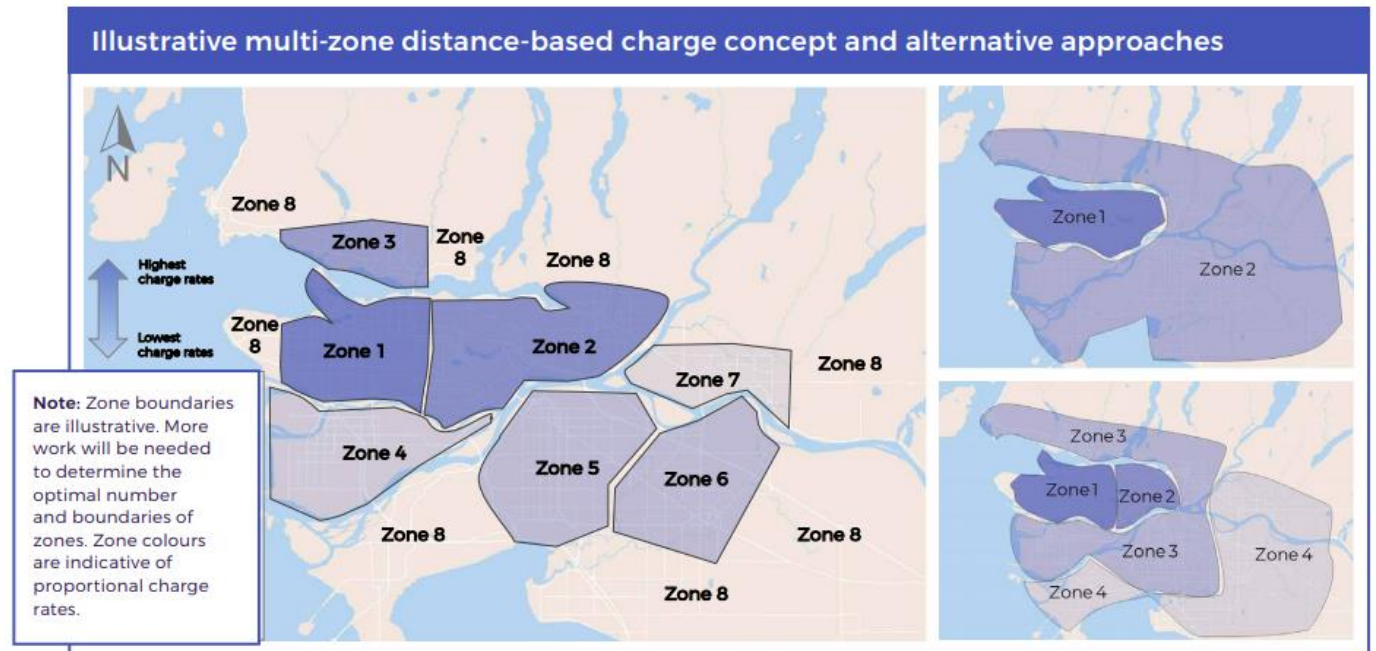 Illustrative multi-zone distance-based charge concept and alternative approaches
N
Highest
charge rates
Lowest
charge rates
Zone 8
Zone 3
Zone
8
Zone 8
Zone
8
Zone 1
Zone 2
Zone 7
Zone 8
Zone 4
Zone 5
Zone 6
Zone 8
Zone 8
Zone 8
Note: Zone boundaries
are illustrative. More
work will be needed
to determine the
optimal number
and boundaries of
zones. Zone colours
are indicative of
proportional charge
rates.
Zone 1
Zone 2
Zone 3
Zone 1
Zone 2
Zone 3
Zone 4
Zone 4